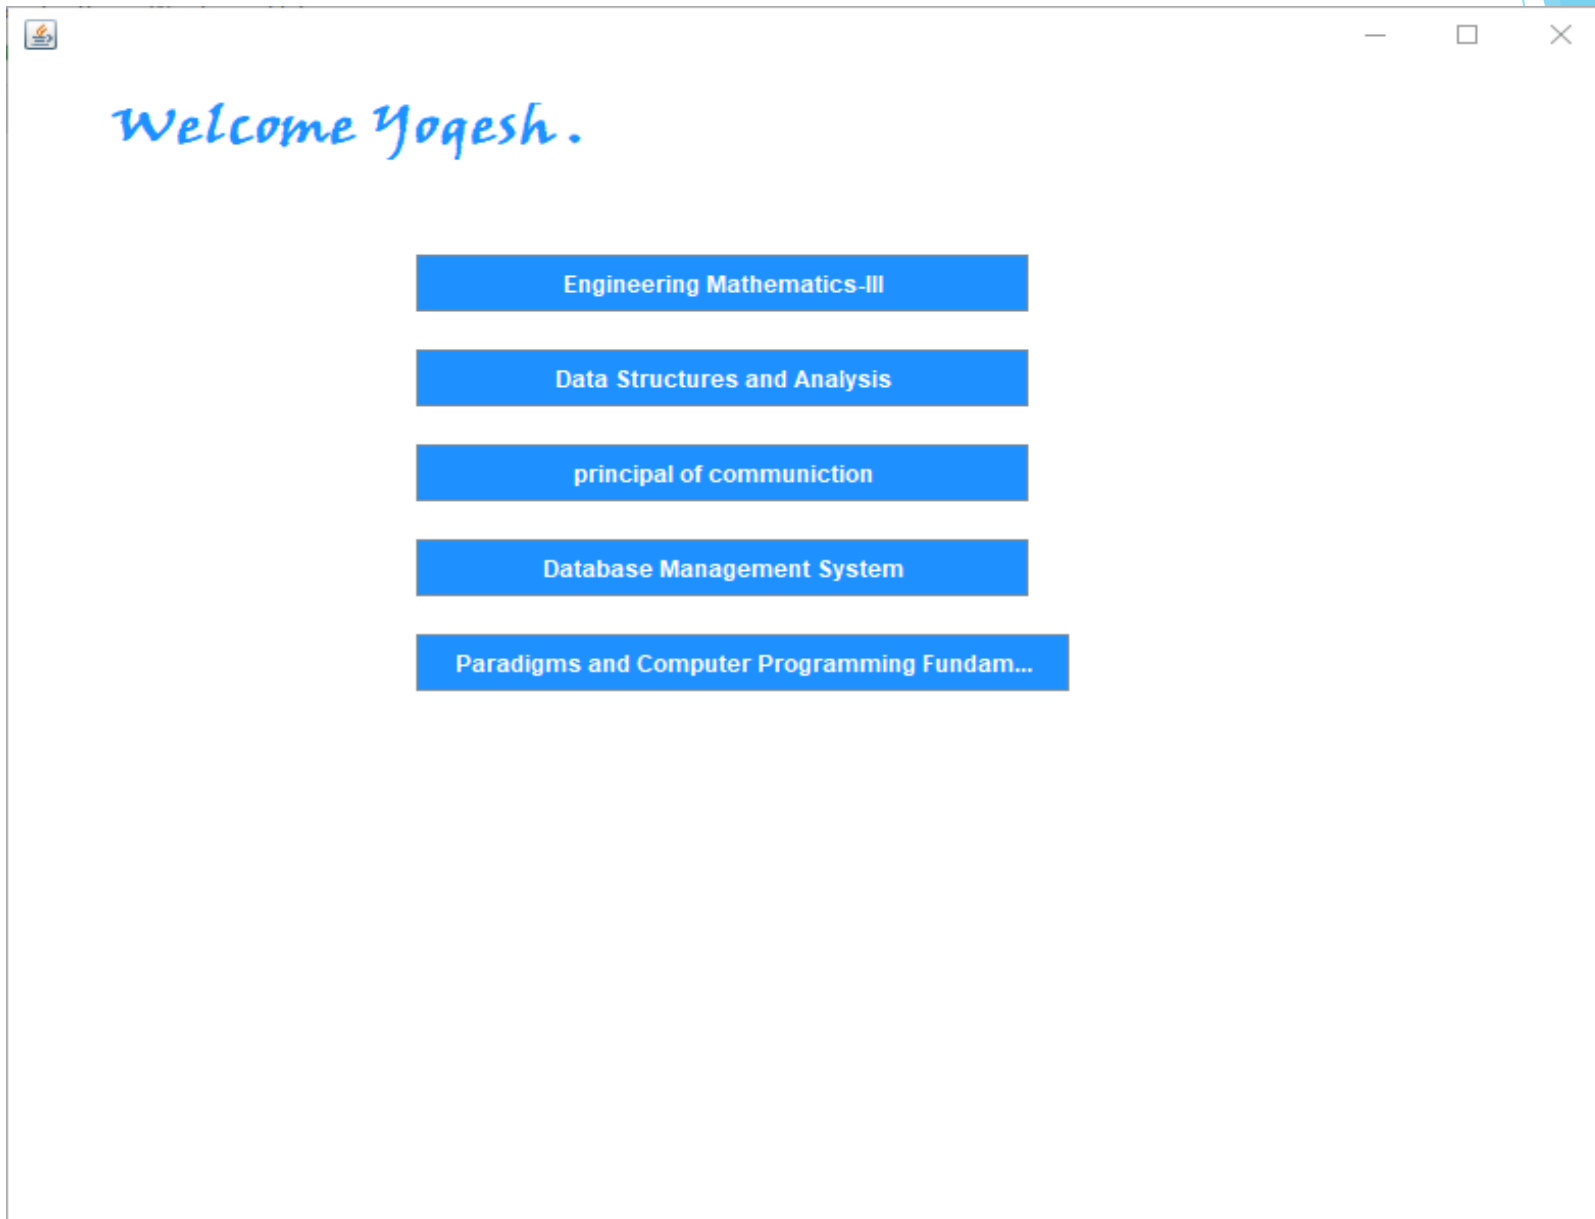 Welcome Yogesh .
Engineering Mathematics-III
Data Structures and Analysis
principal of communiction
Database Management System
Paradigms and Computer Programming Fundam...